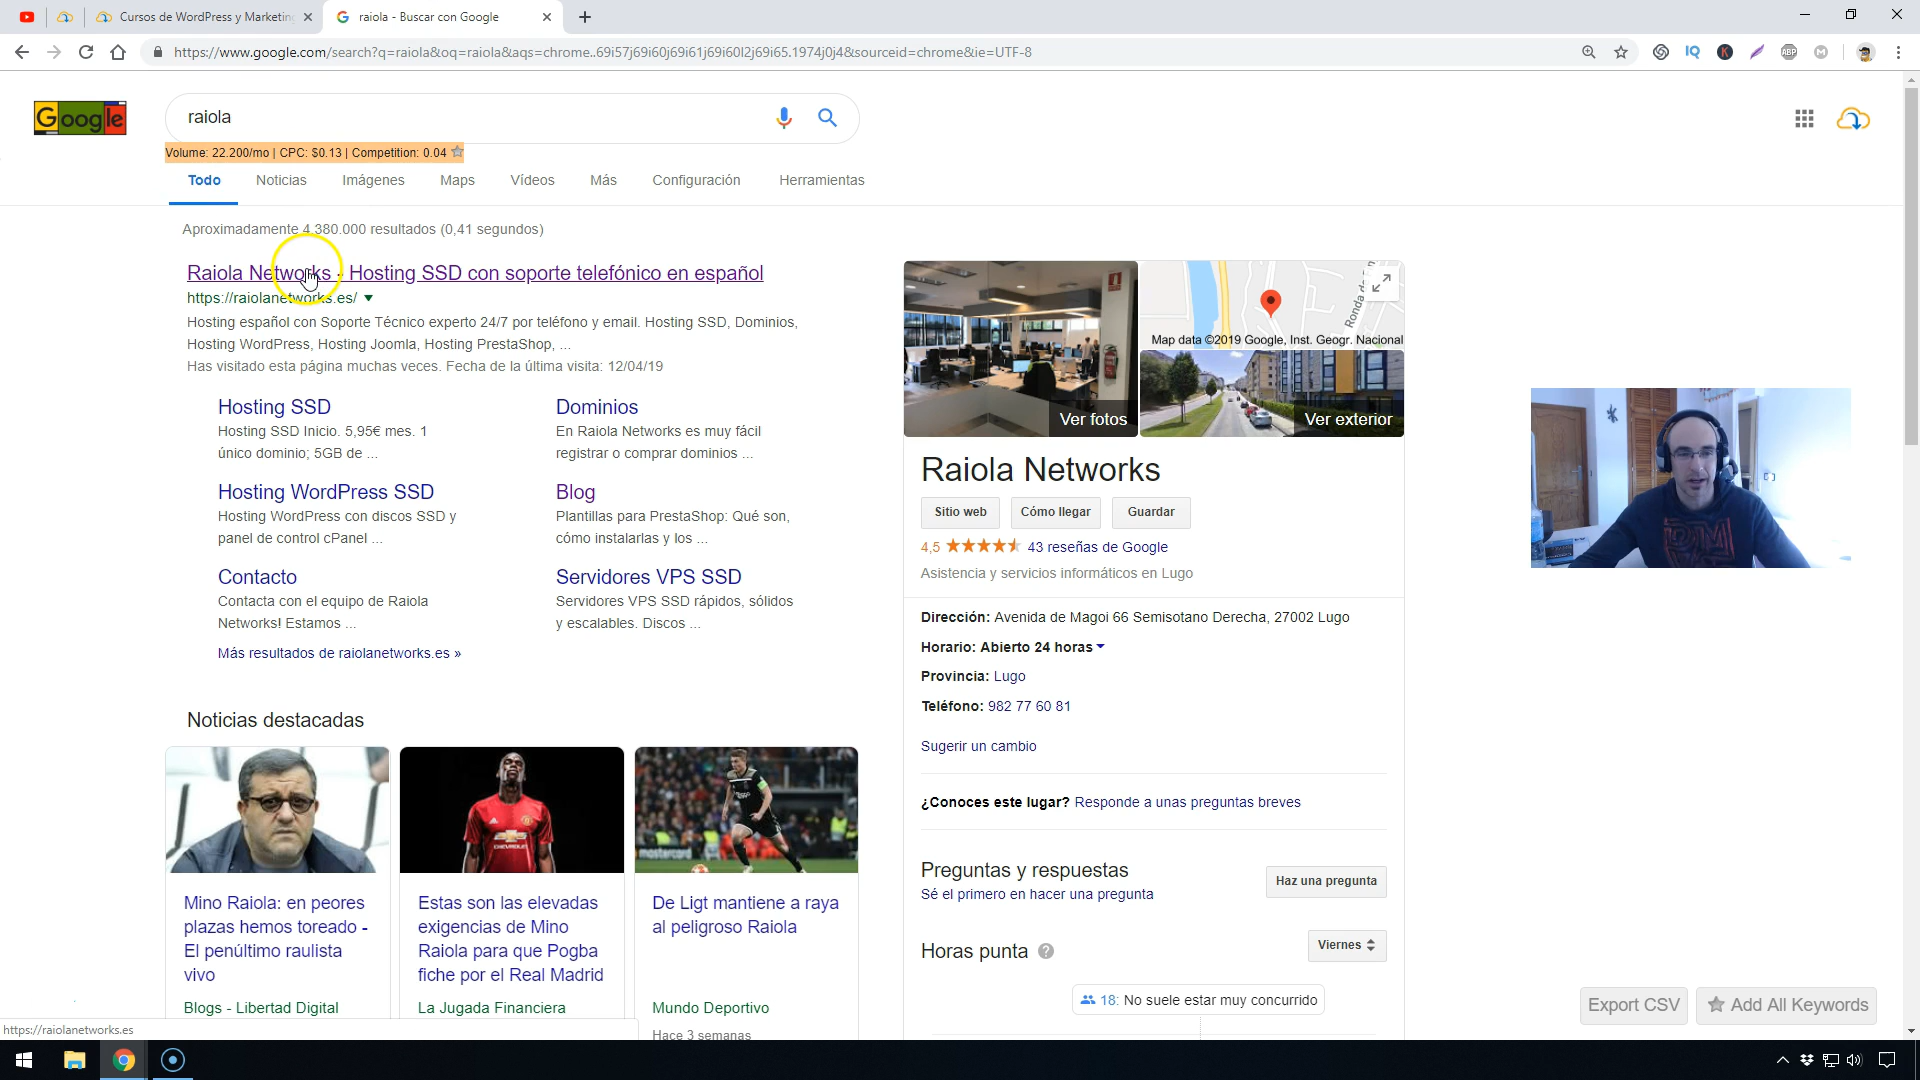 Cursos de WordPress y Marketing
raiola - Buscar con Google
https://www.google.com/search?q=raiola&oq=raiola&aqs=chrome..69i57j69i60j69i61j69i60l2j69i65.1974j0j4&sourceid=chrome&ie=UTF-8
IQ
K
ABP
M
Google
raiola
Volume: 22.200/mo | CPC: $0.13 | Competition: 0.04
Todo
Noticias
Imágenes
Maps
Vídeos
Más
Configuración
Herramientas
Aproximadamente 4.380.000 resultados (0,41 segundos)
Raiola Networks - Hosting SSD con soporte telefónico en español
https://raiolanetworks.es/
Hosting español con Soporte Técnico experto 24/7 por teléfono y email. Hosting SSD, Dominios,
Hosting WordPress, Hosting Joomla, Hosting PrestaShop, ...
Has visitado esta página muchas veces. Fecha de la última visita: 12/04/19
Hosting SSD
Hosting SSD Inicio. 5,95€ mes. 1
único dominio; 5GB de ...
Dominios
En Raiola Networks es muy fácil
registrar o comprar dominios ...
Hosting WordPress SSD
Hosting WordPress con discos SSD y
panel de control cPanel ...
Blog
Plantillas para PrestaShop: Qué son,
cómo instalarlas y los ...
Contacto
Contacta con el equipo de Raiola
Networks! Estamos ...
Servidores VPS SSD
Servidores VPS SSD rápidos, sólidos
y escalables. Discos ...
Más resultados de raiolanetworks.es »
Noticias destacadas
Mino Raiola: en peores
plazas hemos toreado -
El penúltimo raulista
vivo
Blogs - Libertad Digital
Estas son las elevadas
exigencias de Mino
Raiola para que Pogba
fiche por el Real Madrid
La Jugada Financiera
De Ligt mantiene a raya
al peligroso Raiola
Mundo Deportivo
Hace 3 semanas
mastercard
CHEVROLET
Ver fotos
Ronda de
Map data ©2019 Google, Inst. Geogr. Nacional
Ver exterior
Raiola Networks
Sitio web
Cómo llegar
Guardar
4,5
43 reseñas de Google
Asistencia y servicios informáticos en Lugo
Dirección: Avenida de Magoi 66 Semisotano Derecha, 27002 Lugo
Horario: Abierto 24 horas
Provincia: Lugo
Teléfono: 982 77 60 81
Sugerir un cambio
¿Conoces este lugar? Responde a unas preguntas breves
Preguntas y respuestas
Sé el primero en hacer una pregunta
Haz una pregunta
Horas punta
?
Viernes
18: No suele estar muy concurrido
Export CSV
Add All Keywords
https://raiolanetworks.es